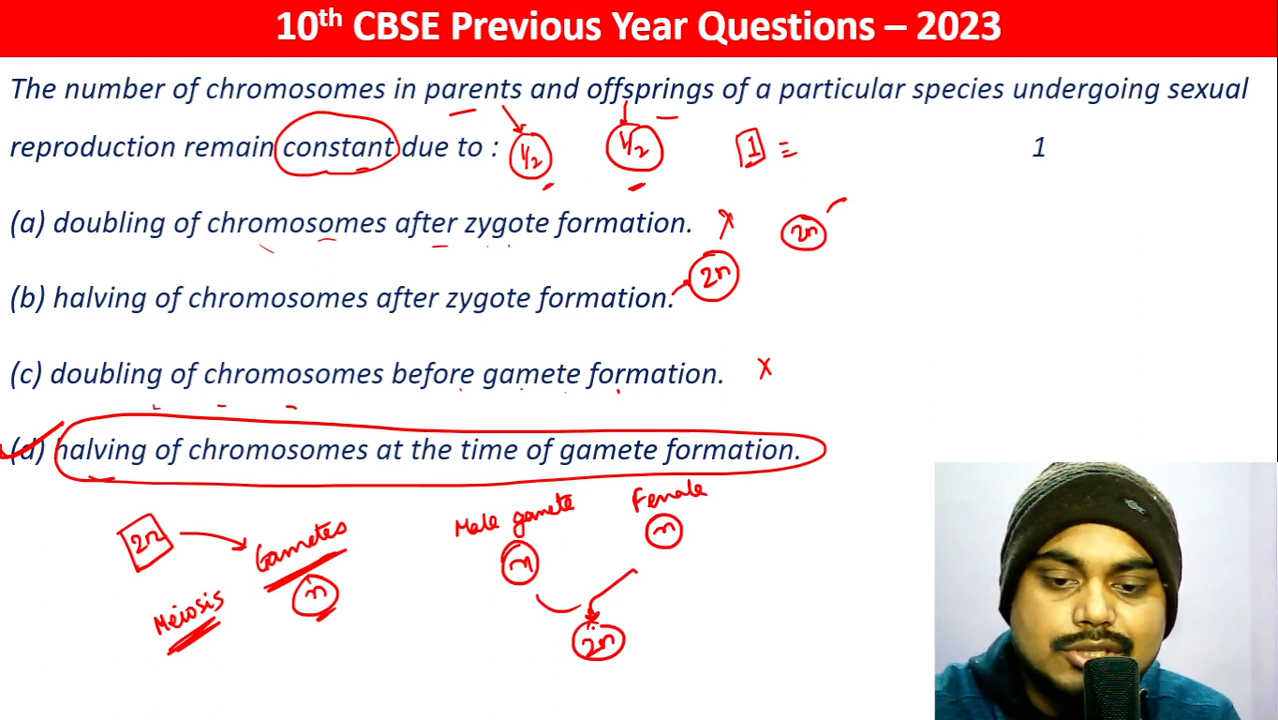 10th CBSE Previous Year Questions – 2023
The number of chromosomes in parents and offsprings of a particular species undergoing sexual
reproduction remain constant due to : 1/2 1/2 1 1
(a) doubling of chromosomes after zygote formation. x 2n
(b) halving of chromosomes after zygote formation. 2n
(c) doubling of chromosomes before gamete formation. x
(d) halving of chromosomes at the time of gamete formation.
Male gamete Female
2n Gametes n n
Meiosis n
2n